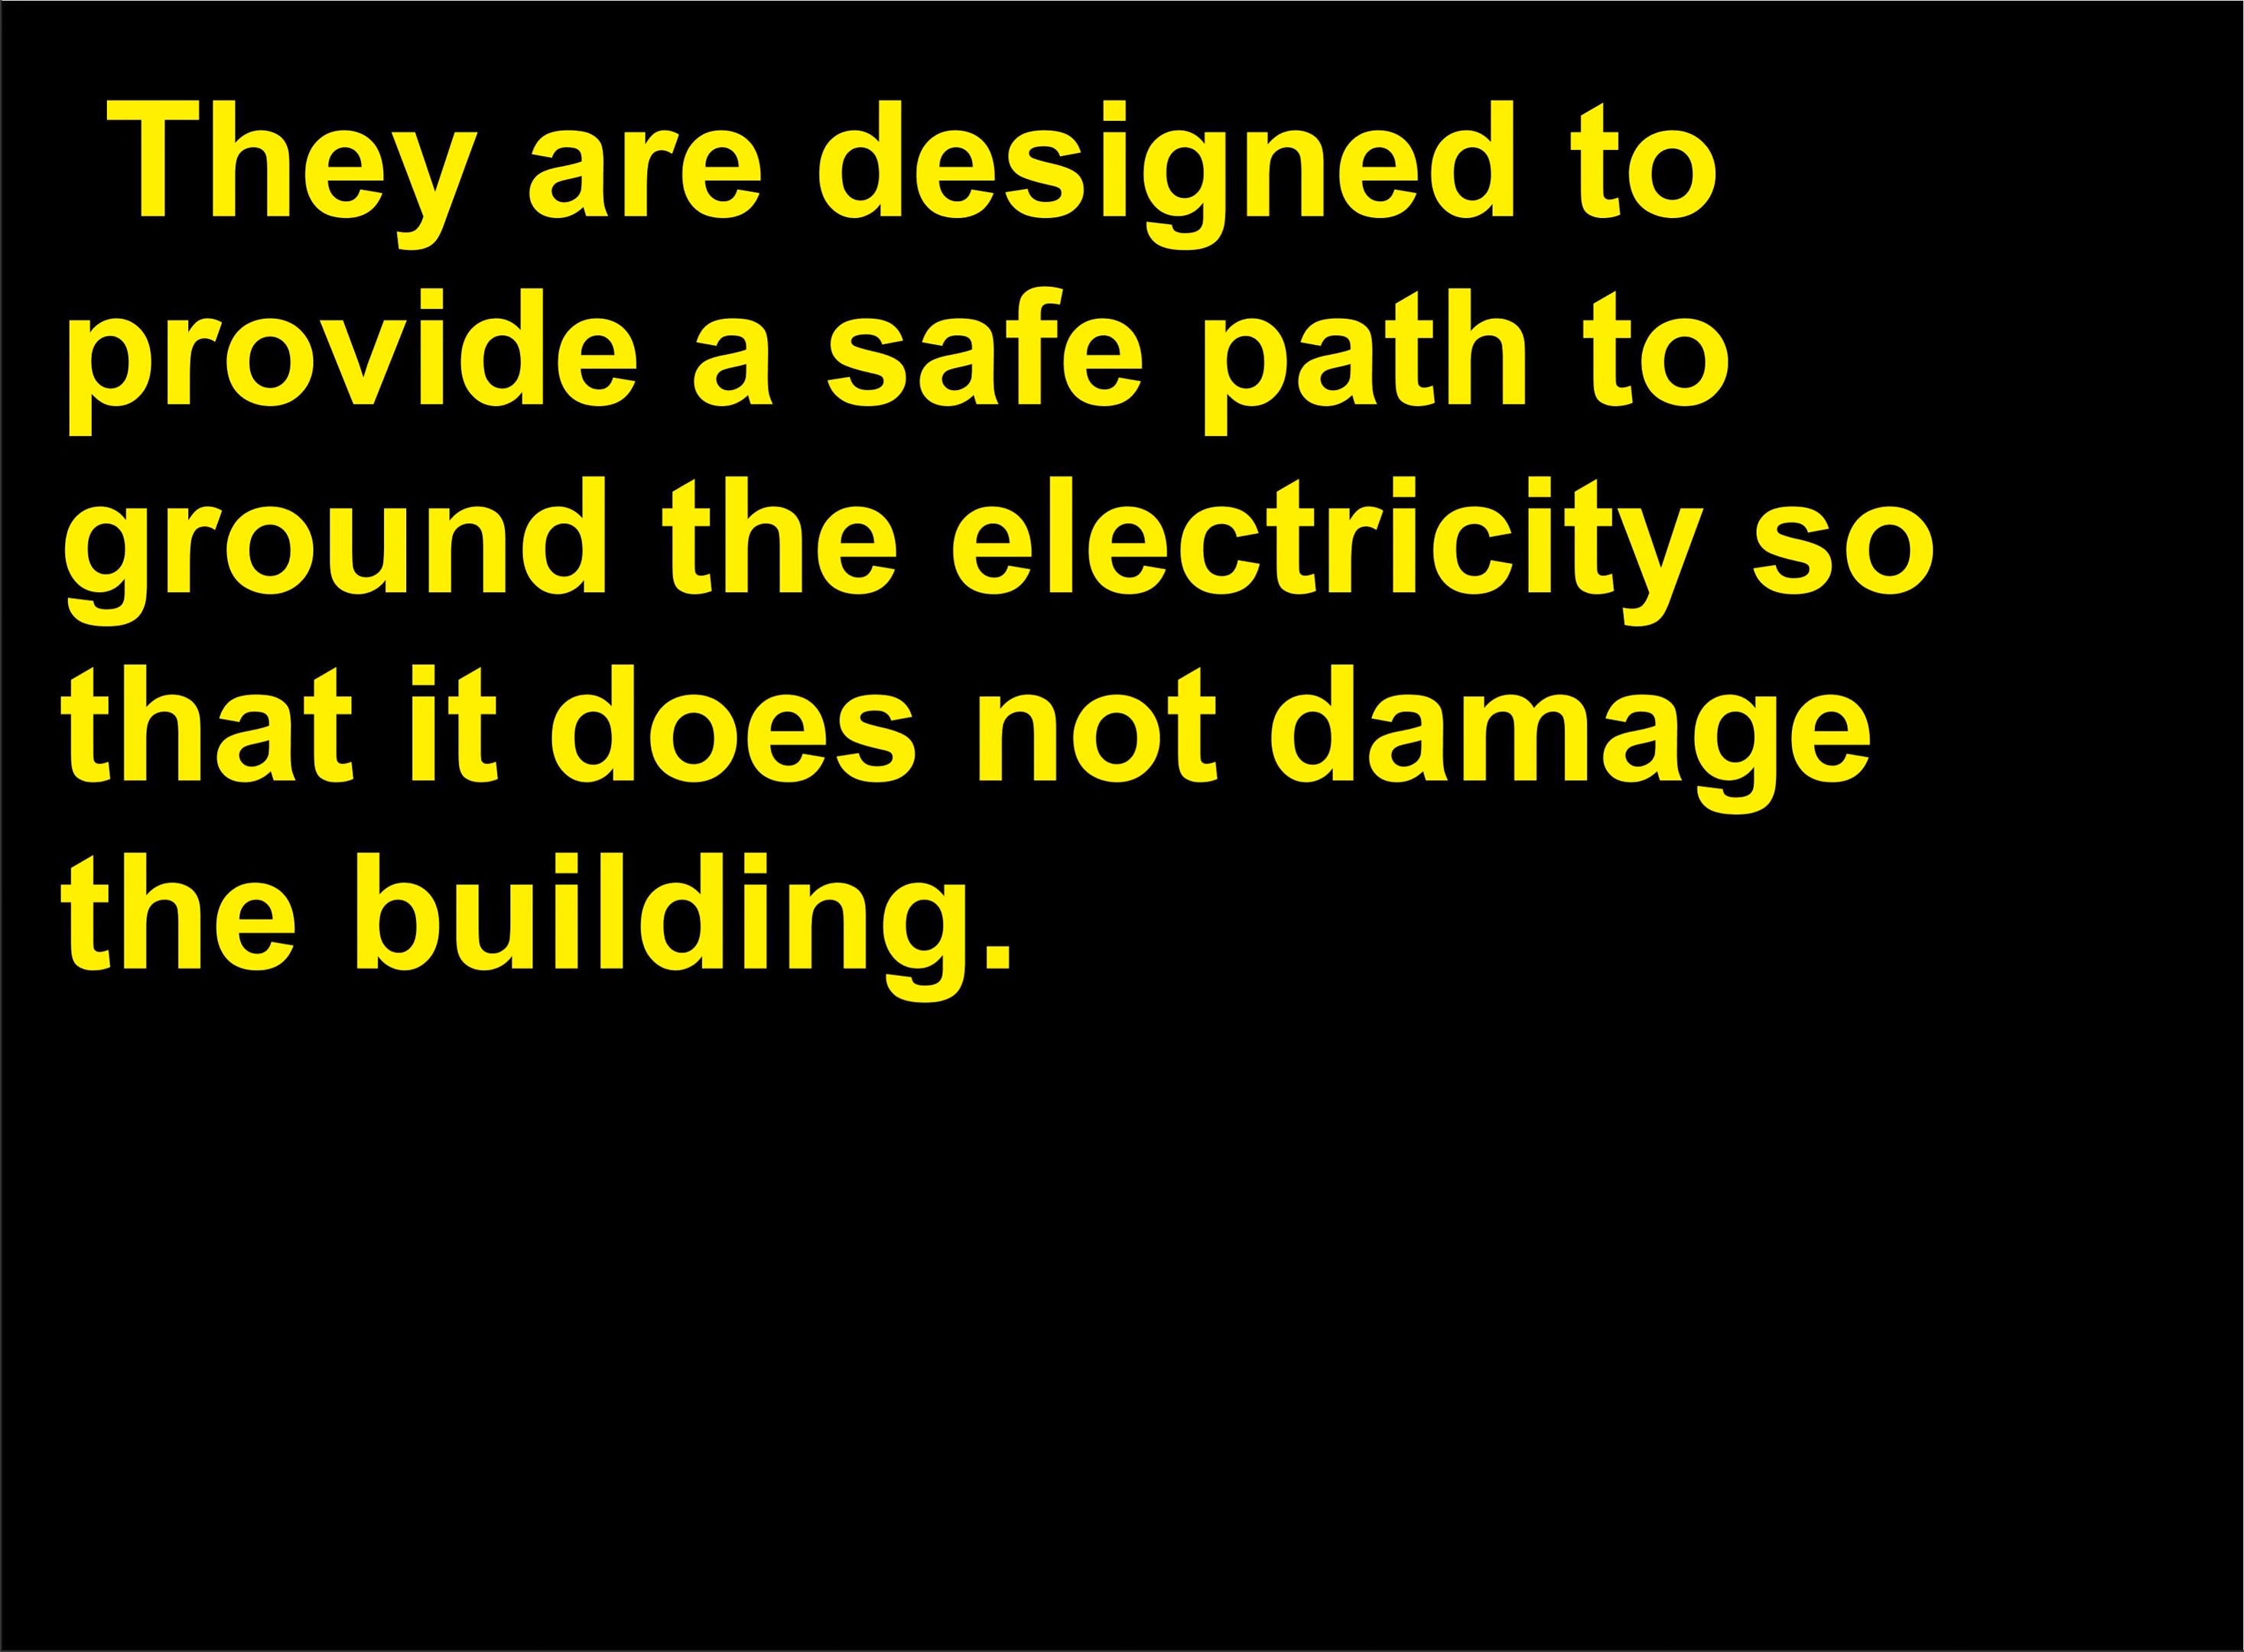 They are designed to
provide a safe path to
ground the electricity so
that it does not damage
the building.